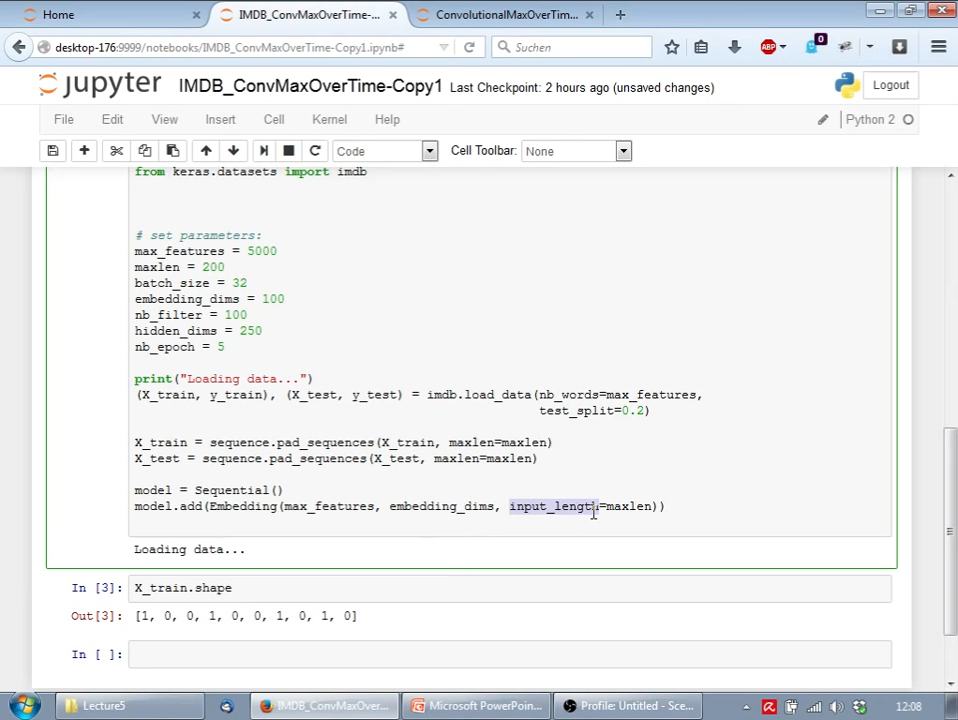 Home
IMDB_ConvMaxOverTime-...
ConvolutionalMaxOverTim...
desktop-176:9999/notebooks/IMDB_ConvMaxOverTime-Copy1.ipynb#
Suchen
ABP
0
jupyter
IMDB_ConvMaxOverTime-Copy1
Last Checkpoint: 2 hours ago (unsaved changes)
Logout
File Edit View Insert Cell Kernel Help
Python 2
Code
Cell Toolbar:
None
from keras.datasets import imdb
# set parameters:
max_features = 5000
maxlen = 200
batch_size = 32
embedding_dims = 100
nb_filter = 100
hidden_dims = 250
nb_epoch = 5
print("Loading data...")
(X_train, y_train), (X_test, y_test) = imdb.load_data(nb_words=max_features,
test_split=0.2)
X_train = sequence.pad_sequences(X_train, maxlen=maxlen)
X_test = sequence.pad_sequences(X_test, maxlen=maxlen)
model = Sequential()
model.add(Embedding(max_features, embedding_dims, input_length=maxlen))
Loading data...
In [3]: X_train.shape
Out[3]: [1, 0, 0, 1, 0, 0, 1, 0, 1, 0]
In [ ]:
Lecture5
IMDB_ConvMaxOver...
Microsoft PowerPoin...
Profile: Unnamed - Sce...
12:08